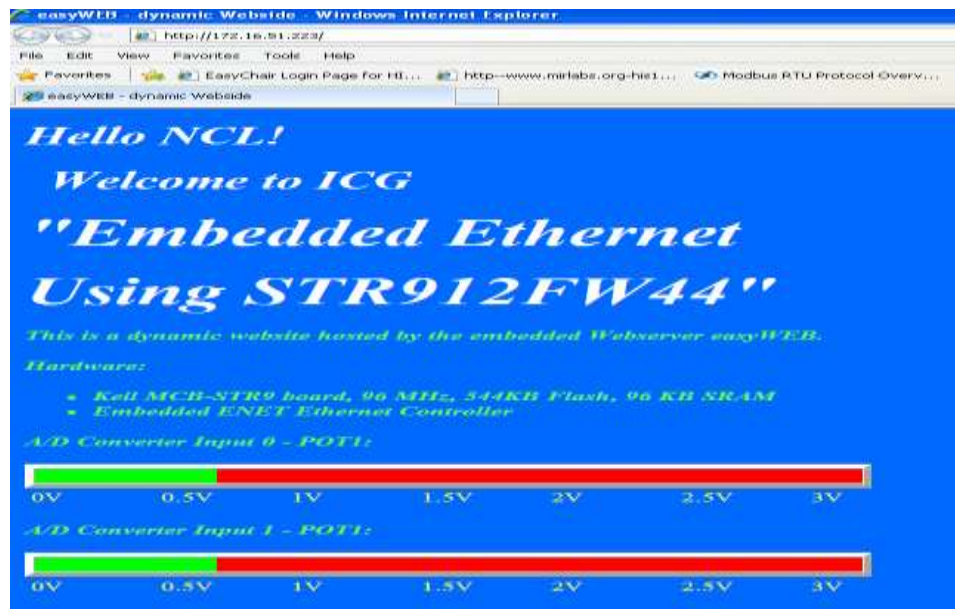 easyWEB - dynamic Webside - Windows Internet Explorer
http://172.16.51.223/
File Edit View Favorites Tools Help
Favorites EasyChair Login Page for HI... http--www.mirlabs.org-his1... Modbus RTU Protocol Overv...
easyWEB - dynamic Webside
Hello NCL!
Welcome to ICG
"Embedded Ethernet
Using STR912FW44"
This is a dynamic website hosted by the embedded Webserver easyWEB.
Hardware:
• Keil MCB-STR9 board, 96 MHz, 544KB Flash, 96 KB SRAM
• Embedded ENET Ethernet Controller
A/D Converter Input 0 - POT1:
0V 0.5V 1V 1.5V 2V 2.5V 3V
A/D Converter Input 1 - POT1:
0V 0.5V 1V 1.5V 2V 2.5V 3V